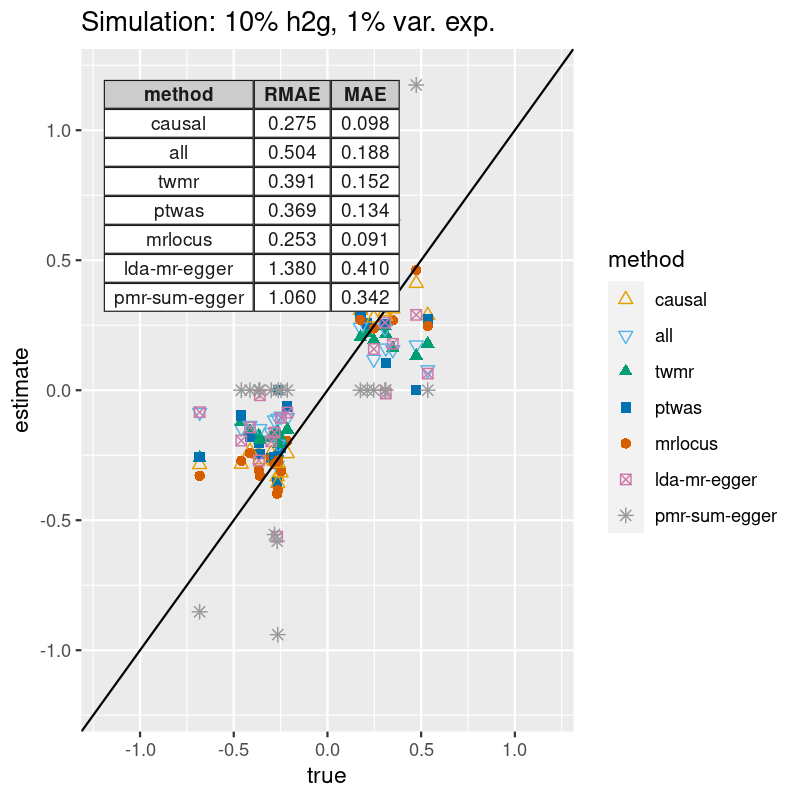 Simulation: 10% h2g, 1% var. exp.
method RMAE MAE
causal 0.275 0.098
all 0.504 0.188
twmr 0.391 0.152
ptwas 0.369 0.134
mrlocus 0.253 0.091
lda-mr-egger 1.380 0.410
pmr-sum-egger 1.060 0.342
estimate
1.0
0.5
0.0
-0.5
-1.0
-1.0 -0.5 0.0 0.5 1.0
true
method
causal
all
twmr
ptwas
mrlocus
lda-mr-egger
pmr-sum-egger